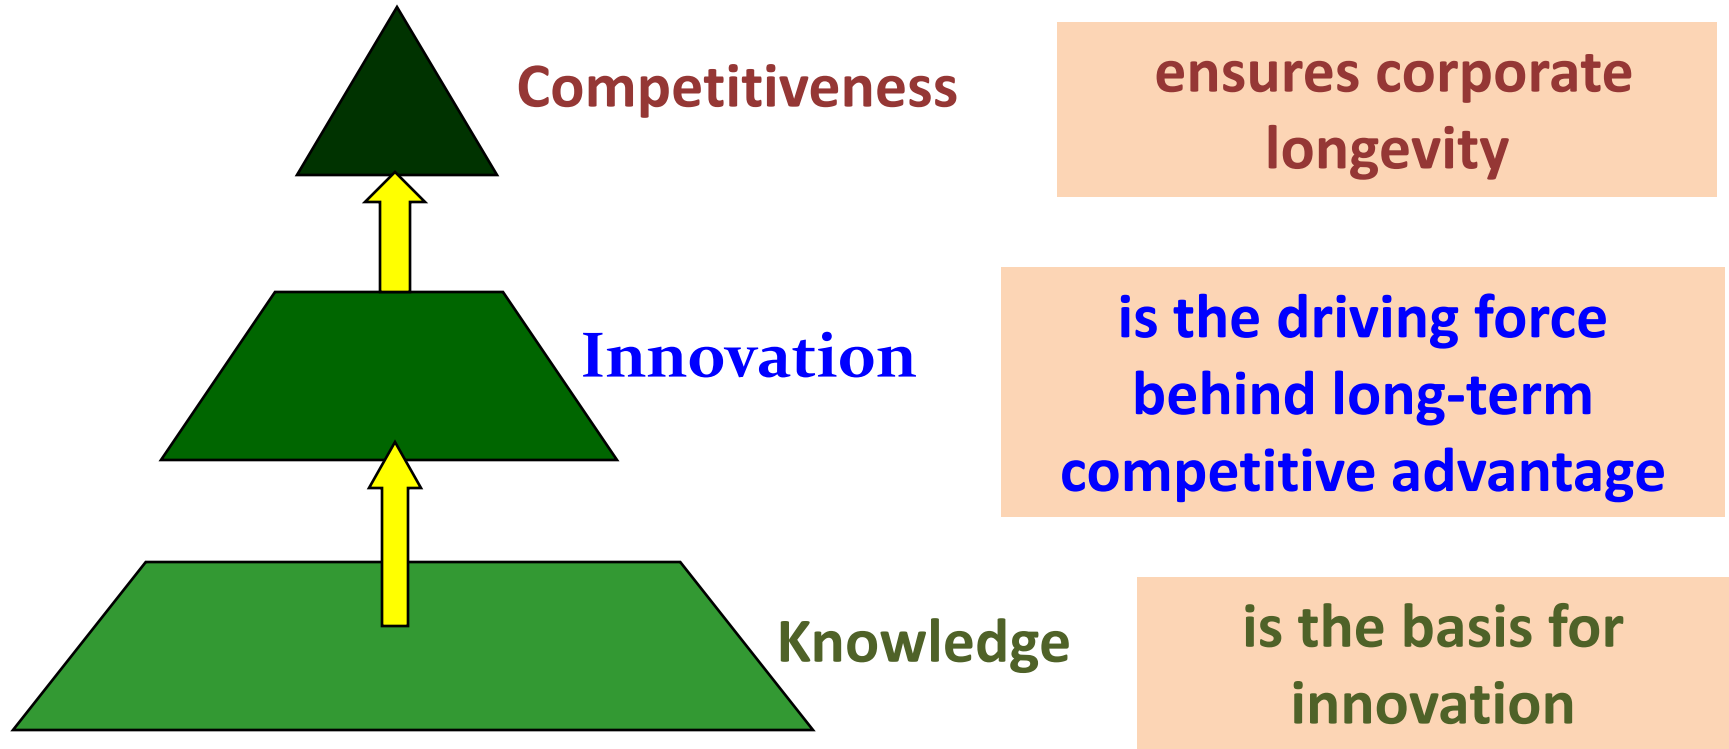 Competitiveness
ensures corporate
longevity
Innovation
is the driving force
behind long-term
competitive advantage
Knowledge
is the basis for
innovation